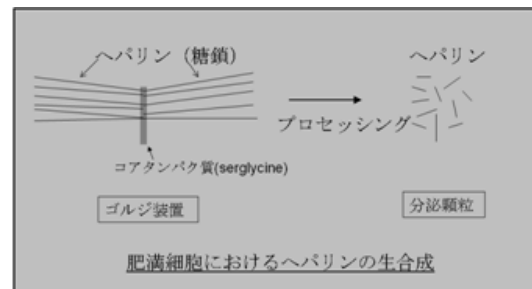 ヘパリン（糖鎖）
ヘパリン
プロセッシング
コアタンパク質(serglycine)
ゴルジ装置
分泌顆粒
肥満細胞におけるヘパリンの生合成